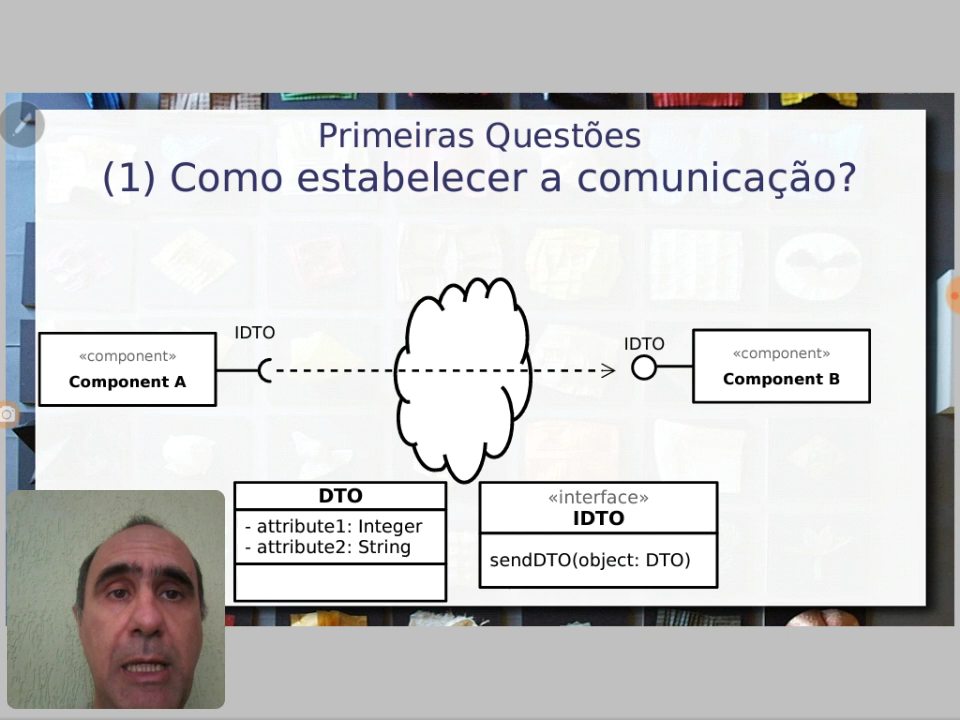 Primeiras Questões
(1) Como estabelecer a comunicação?
IDTO
IDTO
«component»
Component A
«component»
Component B
DTO
- attribute1: Integer
- attribute2: String
«interface»
IDTO
sendDTO(object: DTO)